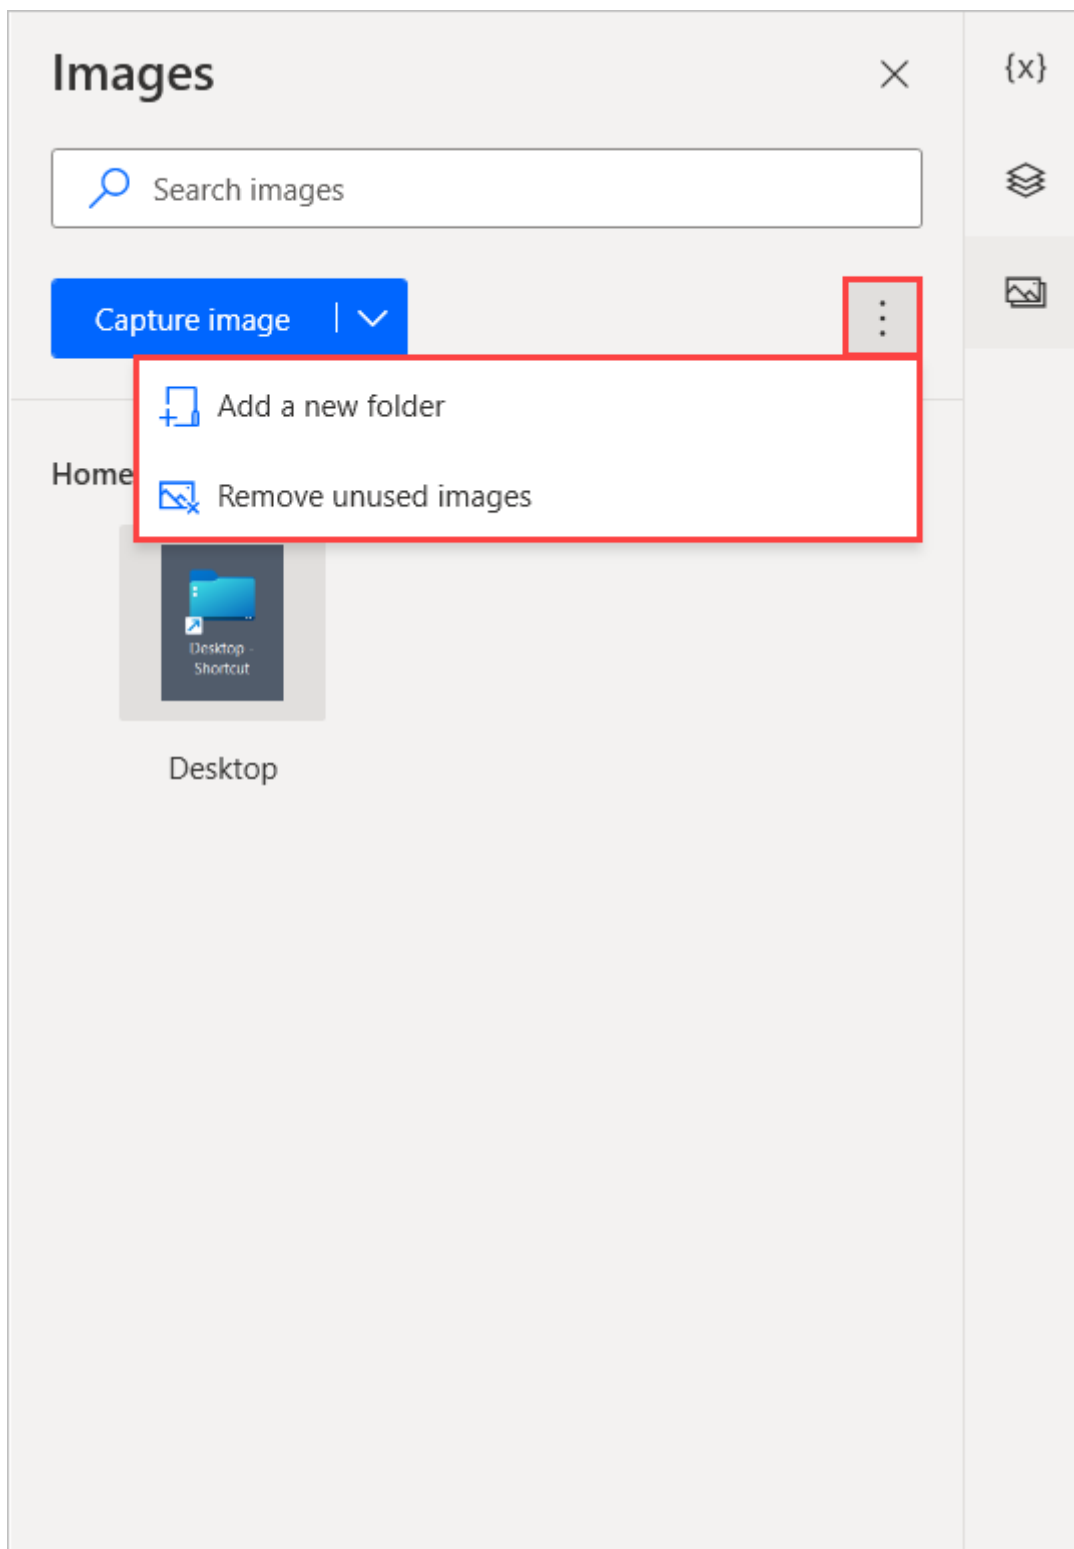 Images
{x}
Search images
Capture image
Add a new folder
Home
Remove unused images
Desktop -
Shortcut
Desktop